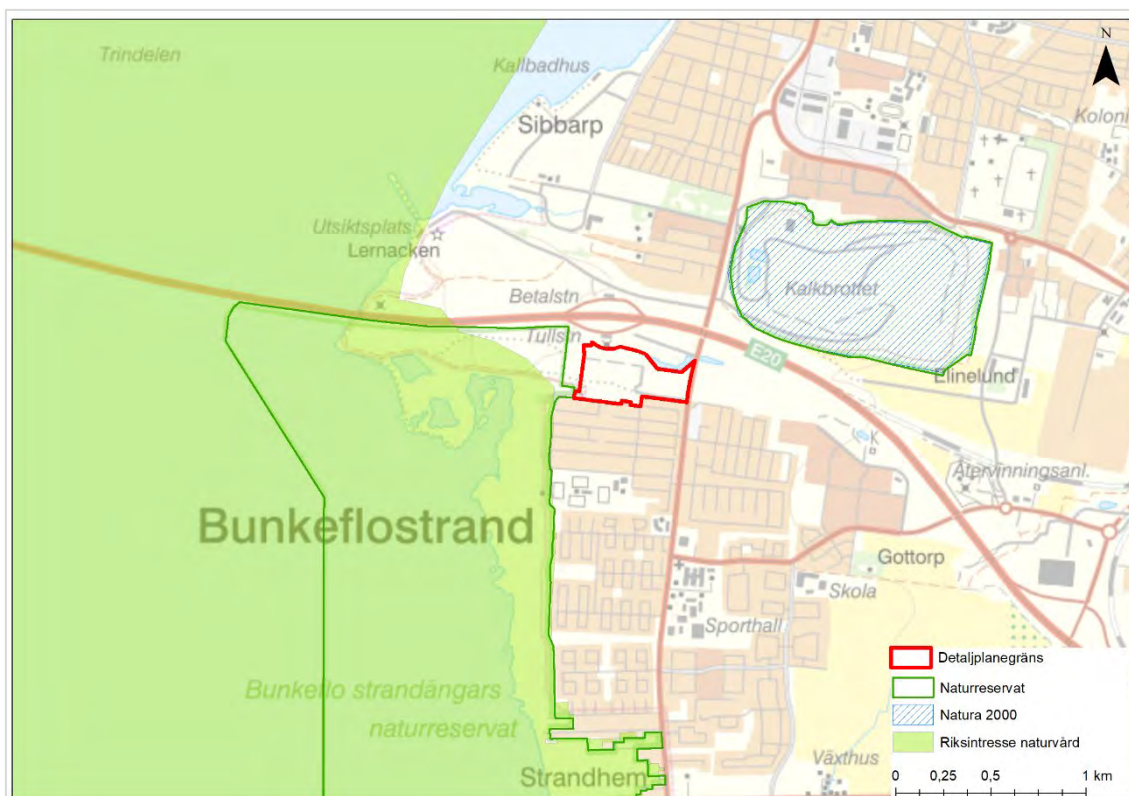 N
Trindelen
Kallbadhus
Sibbarp
Koloni
Utsiktsplats
Lernacken
Kalkbrottet
Betalstn
Tullstn
E20
Elinelund
K
Återvinningsanl.
Bunkeflostrand
Gottorp
Skola
Sporthall
Bunkeflo strandängars
naturreservat
Strandhem
Växthus
Detaljplanegräns
Naturreservat
Natura 2000
Riksintresse naturvård
0 0,25 0,5 1 km